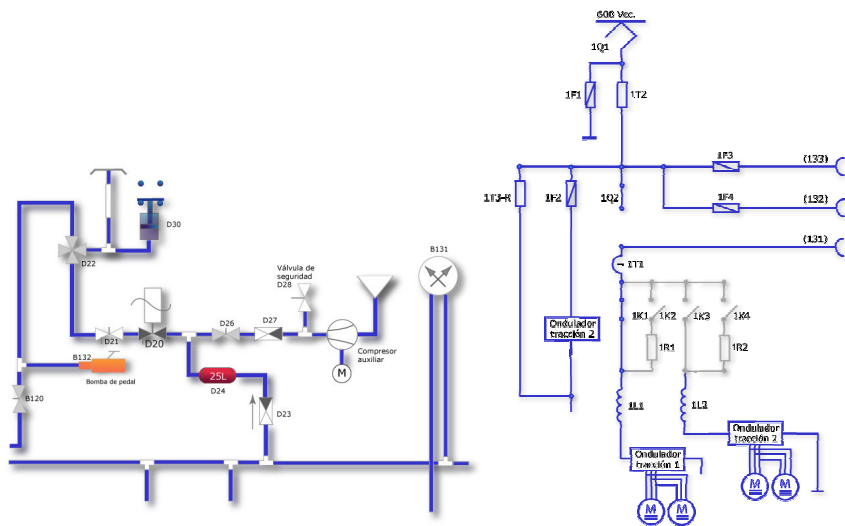 600 Vcc.
1Q1
1F1
1T2
1F3
(133)
1T3-R
1F2
1Q2
1F4
(132)
(131)
1T1
D30
D22
B131
Válvula de
seguridad
D28
D21
D20
D26
D27
Compresor
auxiliar
M
B132
Bomba de pedal
25L
D24
B120
D23
Ondulador
tracción 2
1K1
1K2
1K3
1K4
1R1
1R2
1L1
1L2
Ondulador
tracción 1
Ondulador
tracción 2
M
M
M
M